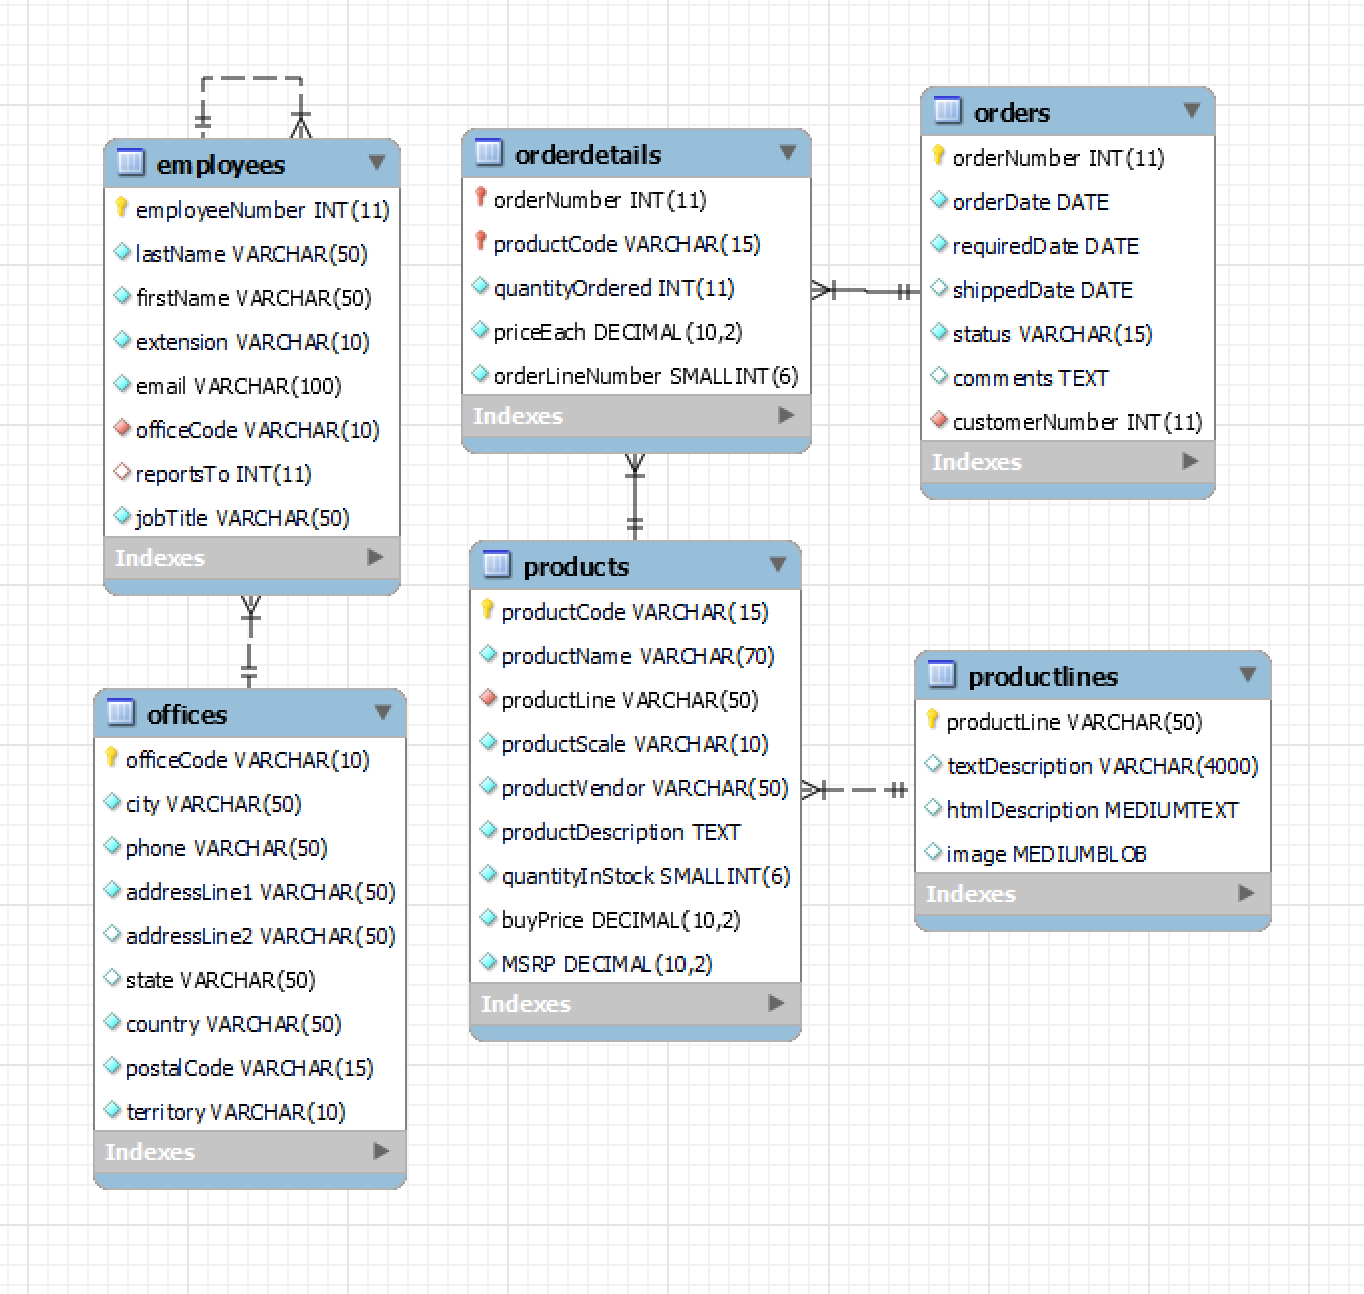 employees
employeeNumber INT(11)
lastName VARCHAR(50)
firstName VARCHAR(50)
extension VARCHAR(10)
email VARCHAR(100)
officeCode VARCHAR(10)
reportsTo INT(11)
jobTitle VARCHAR(50)
Indexes
offices
officeCode VARCHAR(10)
city VARCHAR(50)
phone VARCHAR(50)
addressLine1 VARCHAR(50)
addressLine2 VARCHAR(50)
state VARCHAR(50)
country VARCHAR(50)
postalCode VARCHAR(15)
territory VARCHAR(10)
Indexes
orderdetails
orderNumber INT(11)
productCode VARCHAR(15)
quantityOrdered INT(11)
priceEach DECIMAL(10,2)
orderLineNumber SMALLINT(6)
Indexes
products
productCode VARCHAR(15)
productName VARCHAR(70)
productLine VARCHAR(50)
productScale VARCHAR(10)
productVendor VARCHAR(50)
productDescription TEXT
quantityInStock SMALLINT(6)
buyPrice DECIMAL(10,2)
MSRP DECIMAL(10,2)
Indexes
orders
orderNumber INT(11)
orderDate DATE
requiredDate DATE
shippedDate DATE
status VARCHAR(15)
comments TEXT
customerNumber INT(11)
Indexes
productlines
productLine VARCHAR(50)
textDescription VARCHAR(4000)
htmlDescription MEDIUMTEXT
image MEDIUMBLOB
Indexes